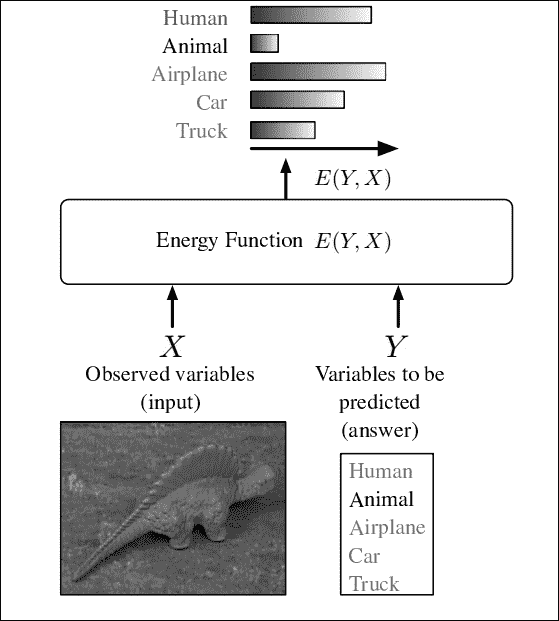 Human
Animal
Airplane
Car
Truck
E(Y, X)
Energy Function E(Y, X)
X
Y
Observed variables
(input)
Variables to be
predicted
(answer)
Human
Animal
Airplane
Car
Truck